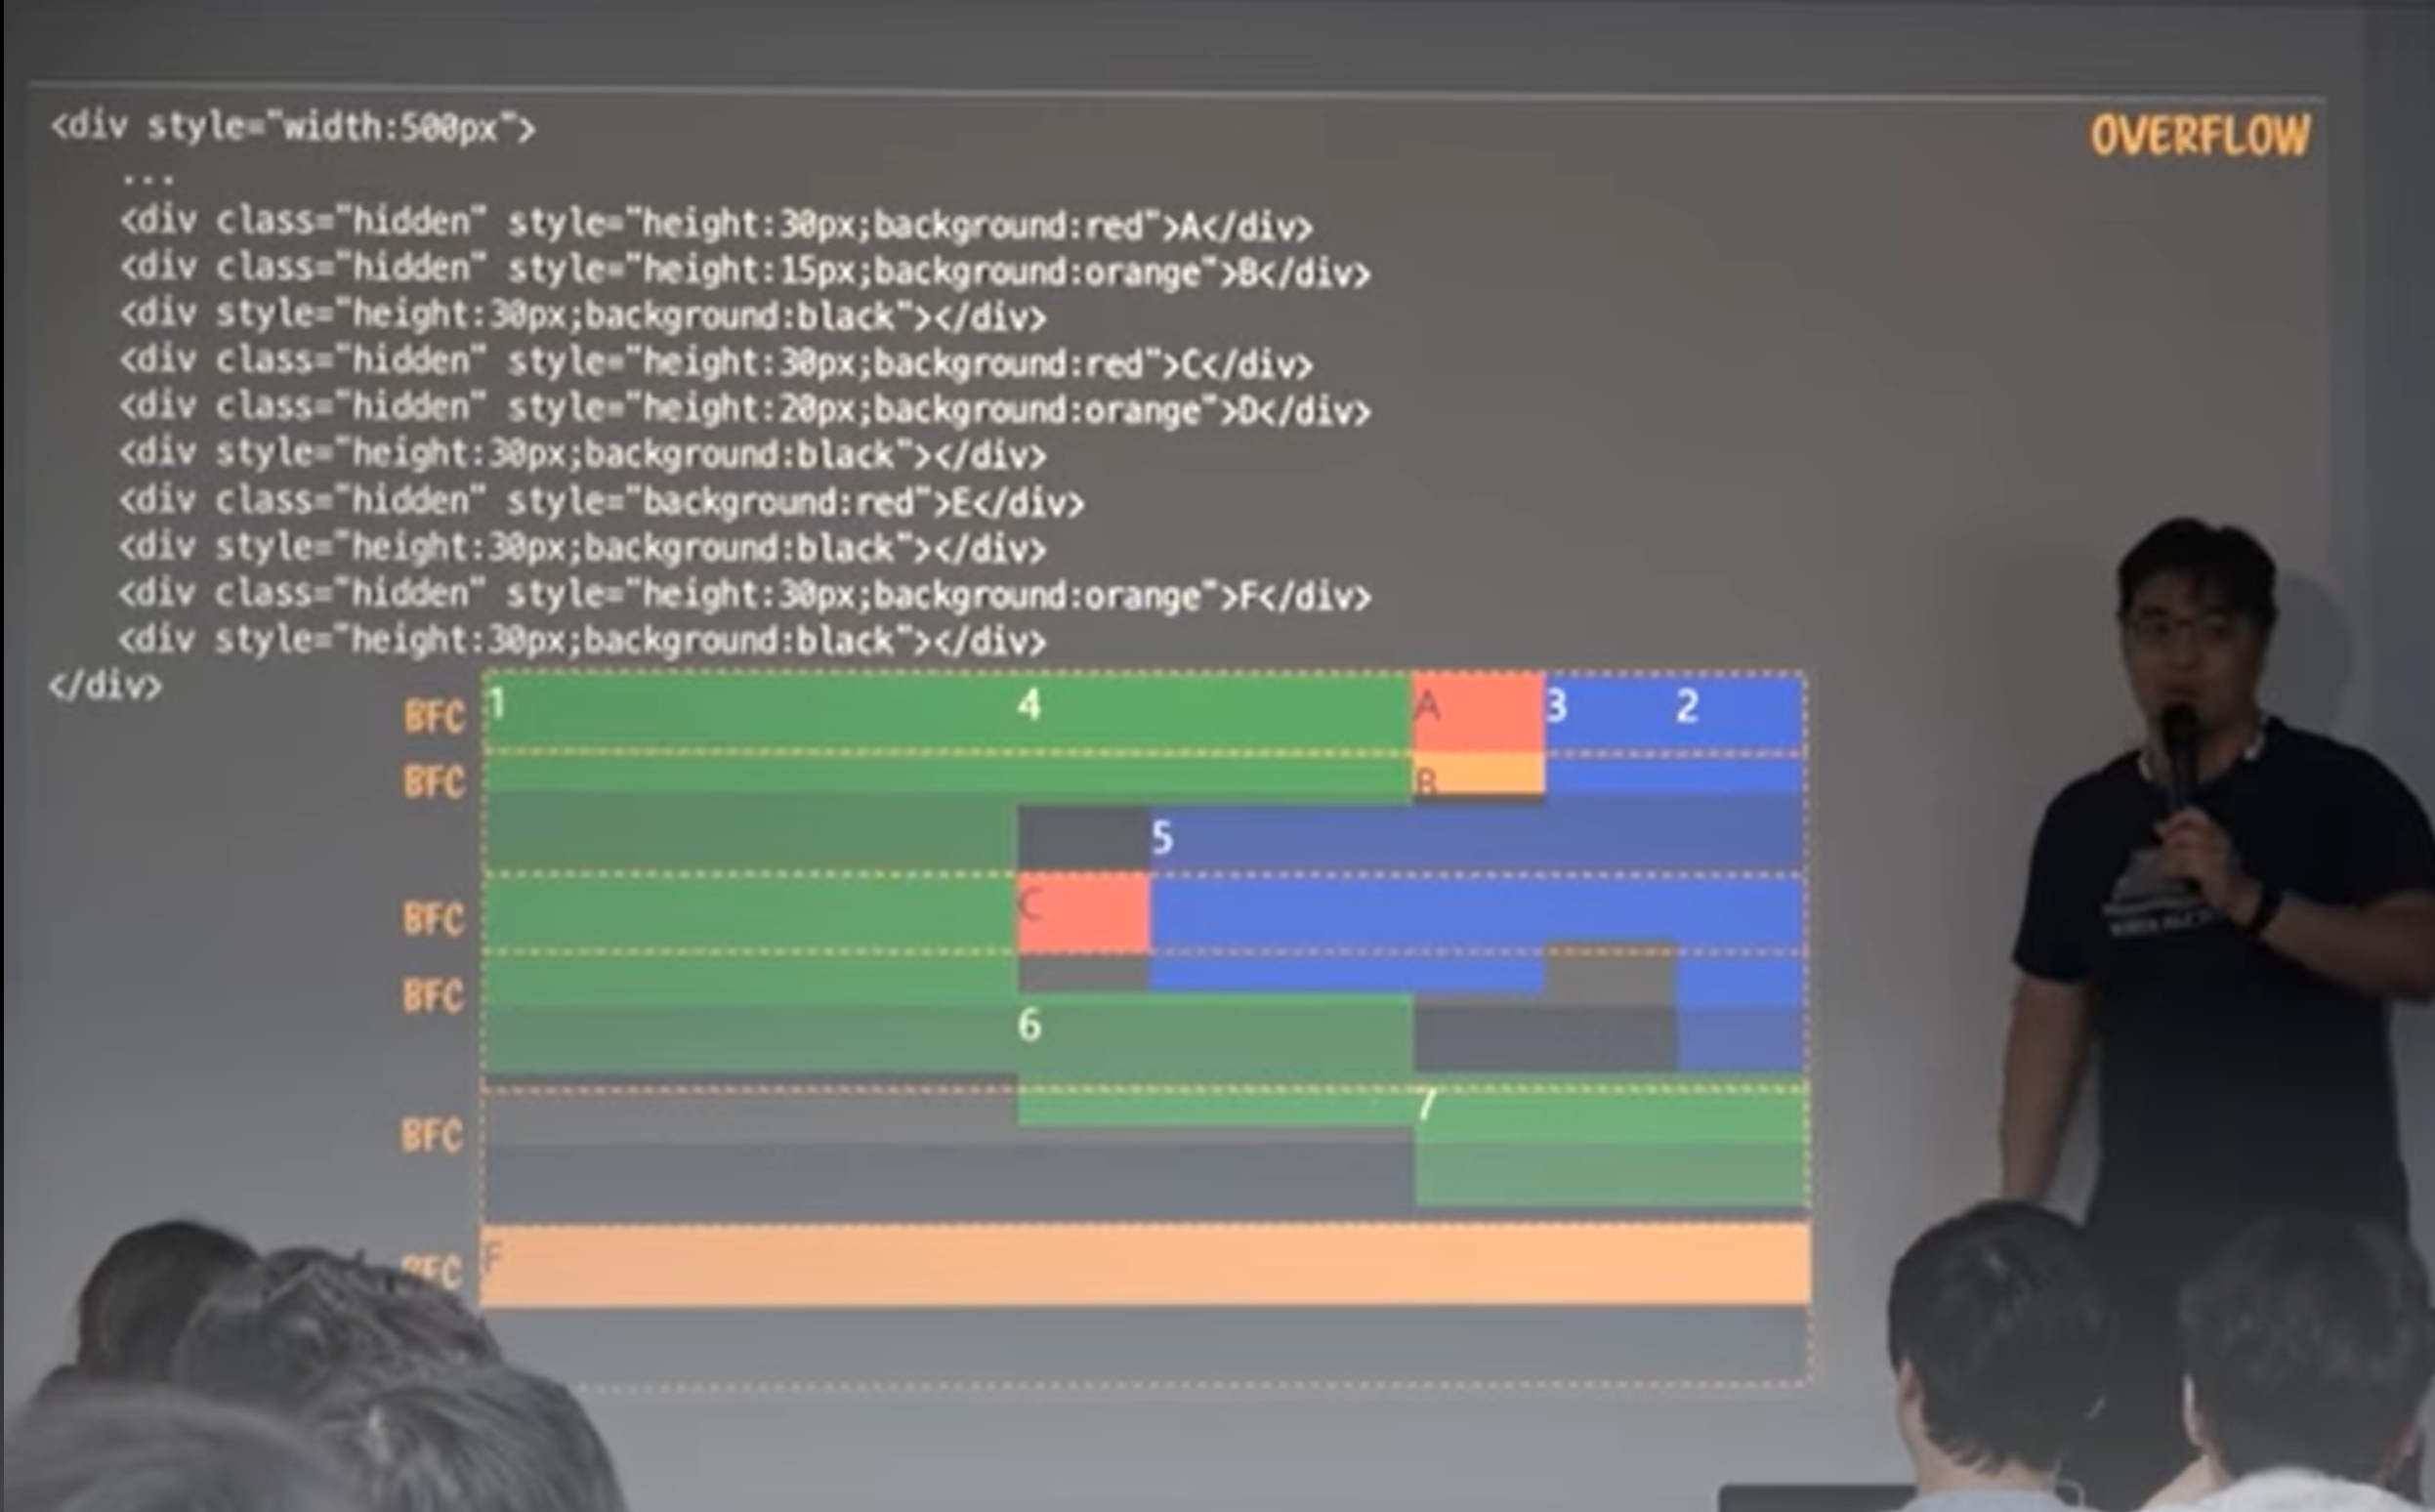 <div style="width:500px">
OVERFLOW
...
<div class="hidden" style="height:30px;background:red">A</div>
<div class="hidden" style="height:15px;background:orange">B</div>
<div style="height:30px;background:black"></div>
<div class="hidden" style="height:30px;background:red">C</div>
<div class="hidden" style="height:20px;background:orange">D</div>
<div style="height:30px;background:black"></div>
<div class="hidden" style="background:red">E</div>
<div style="height:30px;background:black"></div>
<div class="hidden" style="height:30px;background:orange">F</div>
<div style="height:30px;background:black"></div>
</div>
BFC 1 4 A 3 2
BFC B
5
BFC C
BFC
6
7
BFC
BFC F